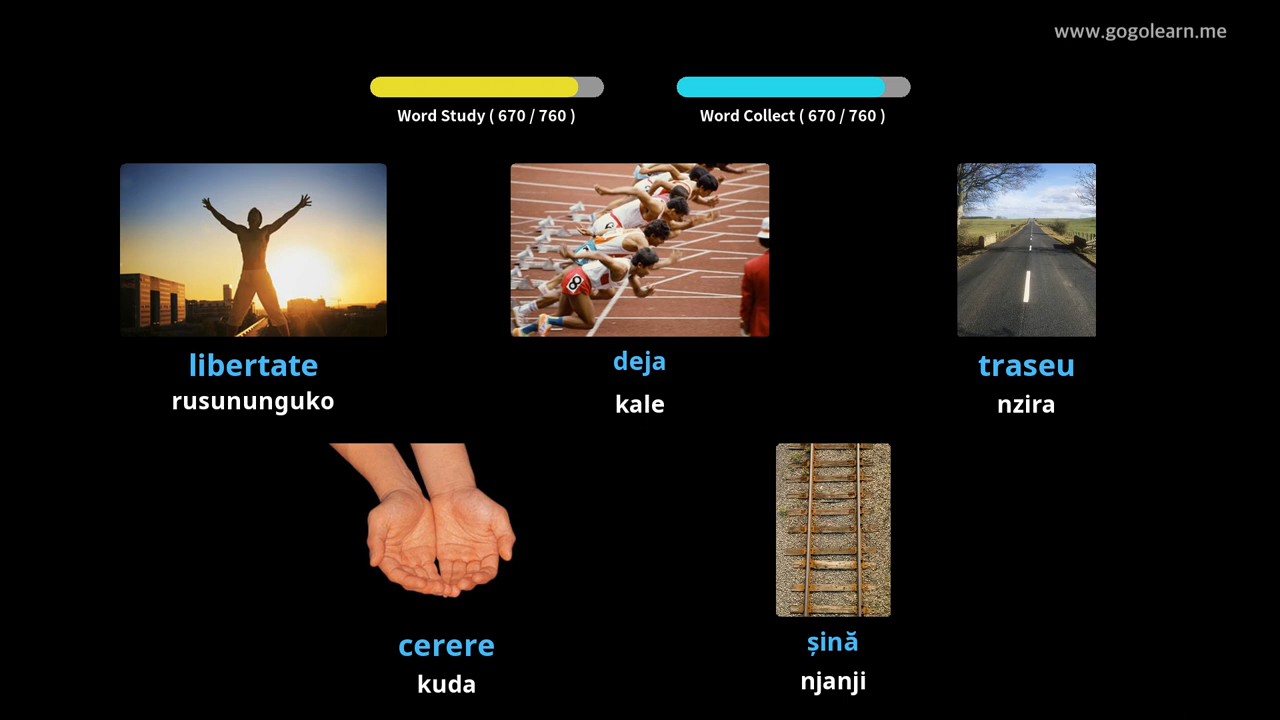 www.gogolearn.me
Word Study ( 670 / 760 )
Word Collect ( 670 / 760 )
8
libertate
rusununguko
deja
kale
traseu
nzira
cerere
kuda
șină
njanji